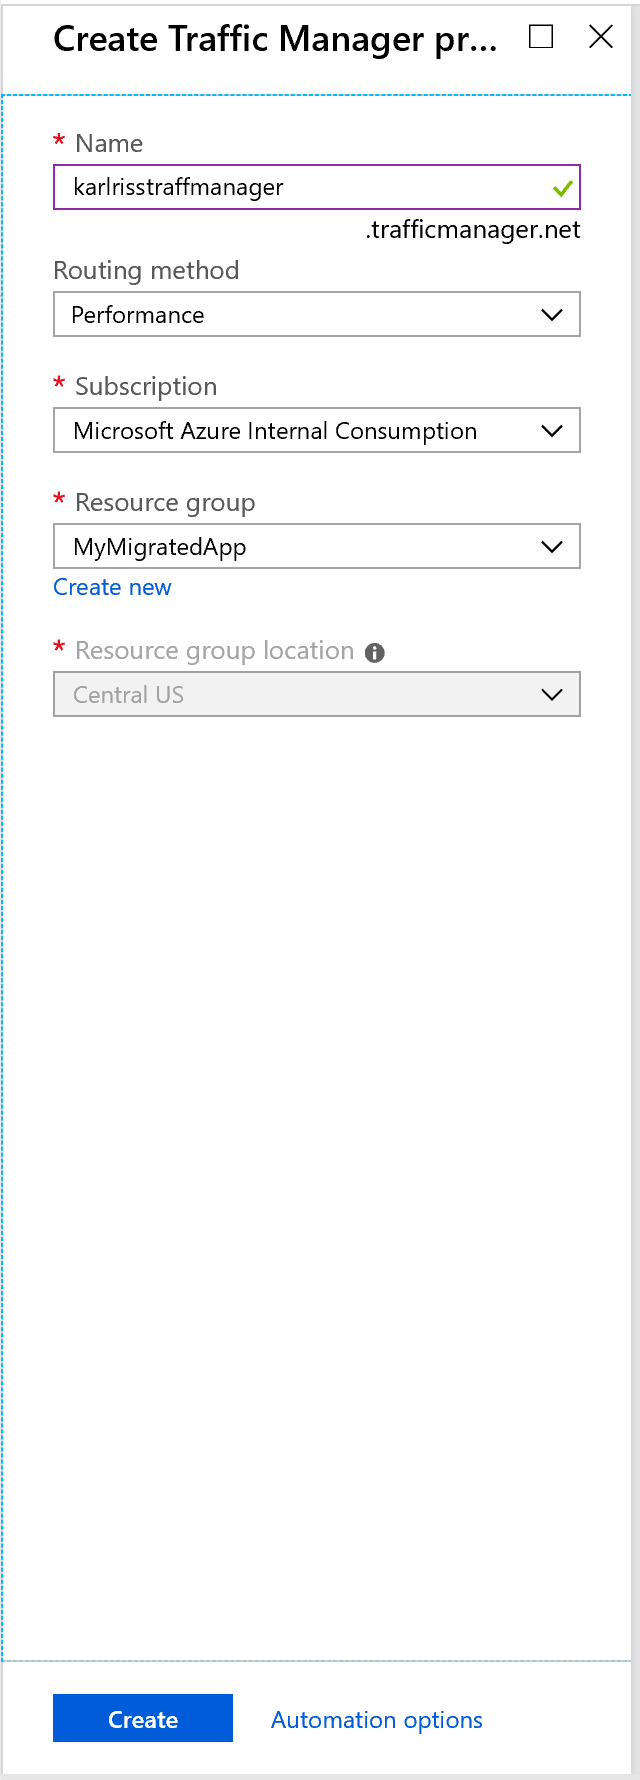 Create Traffic Manager pr...
* Name
karlrisstraffmanager
.trafficmanager.net
Routing method
Performance
* Subscription
Microsoft Azure Internal Consumption
* Resource group
MyMigratedApp
Create new
* Resource group location
Central US
Create Automation options